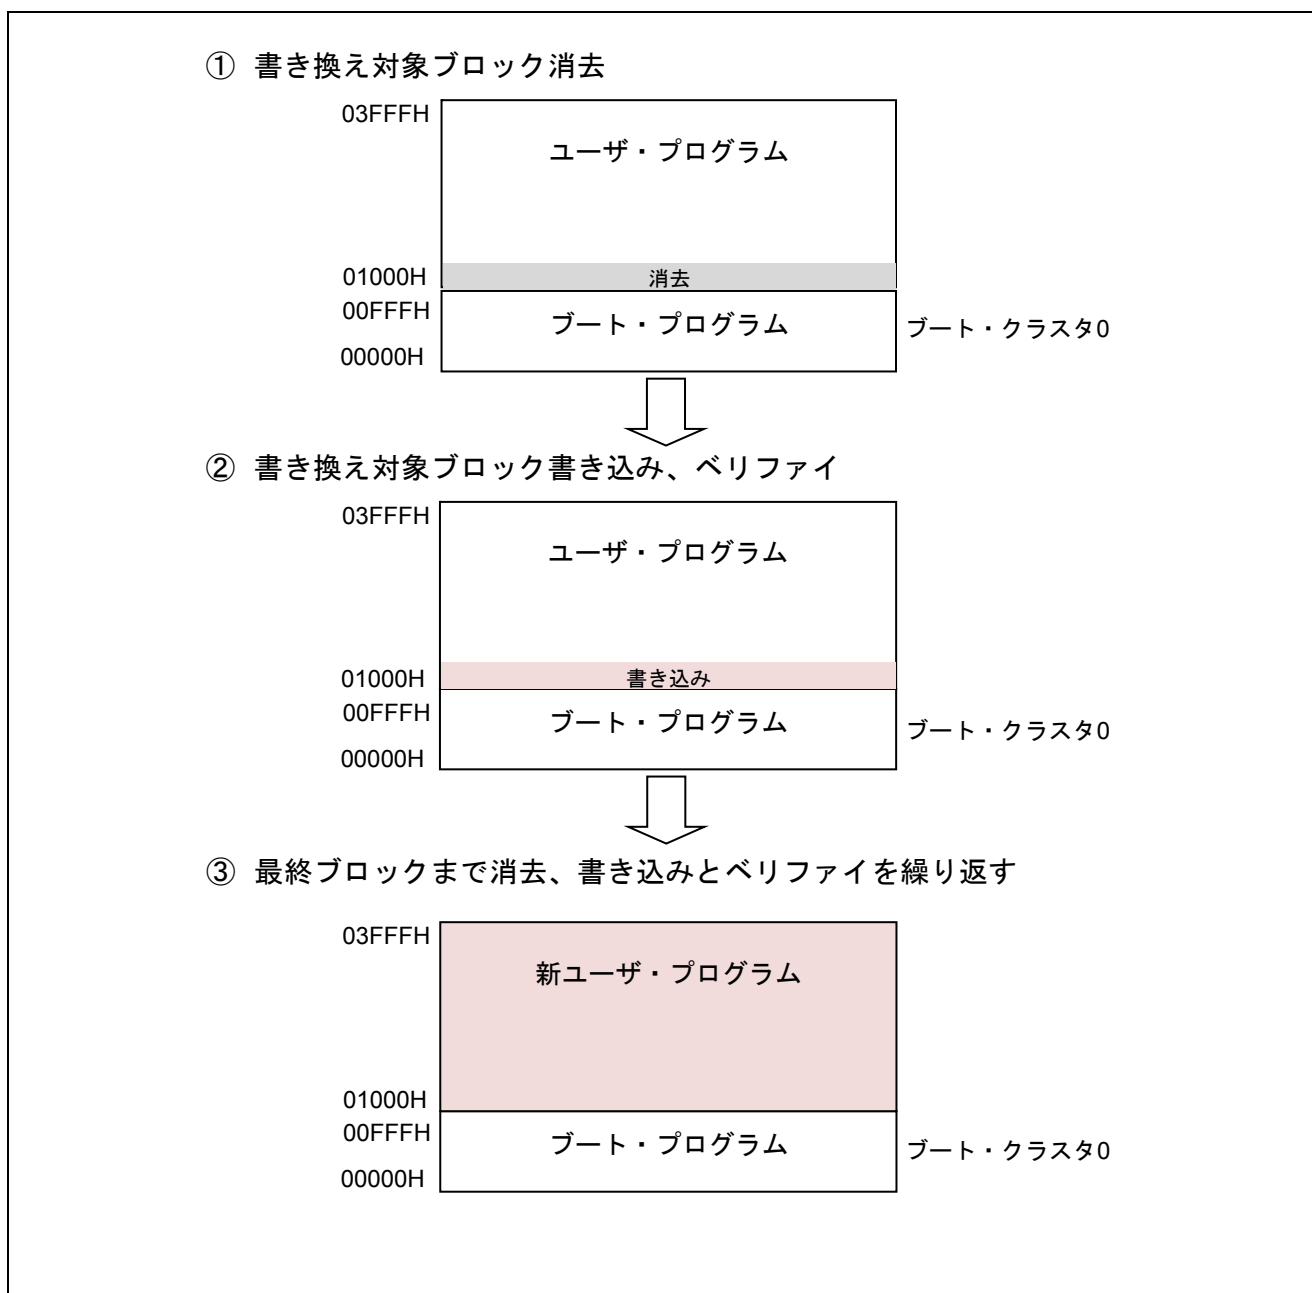 ① 書き換え対象ブロック消去
03FFFH
ユーザ・プログラム
01000H
消去
00FFFH
ブート・プログラム
ブート・クラスタ0
00000H
② 書き換え対象ブロック書き込み、ベリファイ
03FFFH
ユーザ・プログラム
01000H
書き込み
00FFFH
ブート・プログラム
ブート・クラスタ0
00000H
③ 最終ブロックまで消去、書き込みとベリファイを繰り返す
03FFFH
新ユーザ・プログラム
01000H
00FFFH
ブート・プログラム
ブート・クラスタ0
00000H